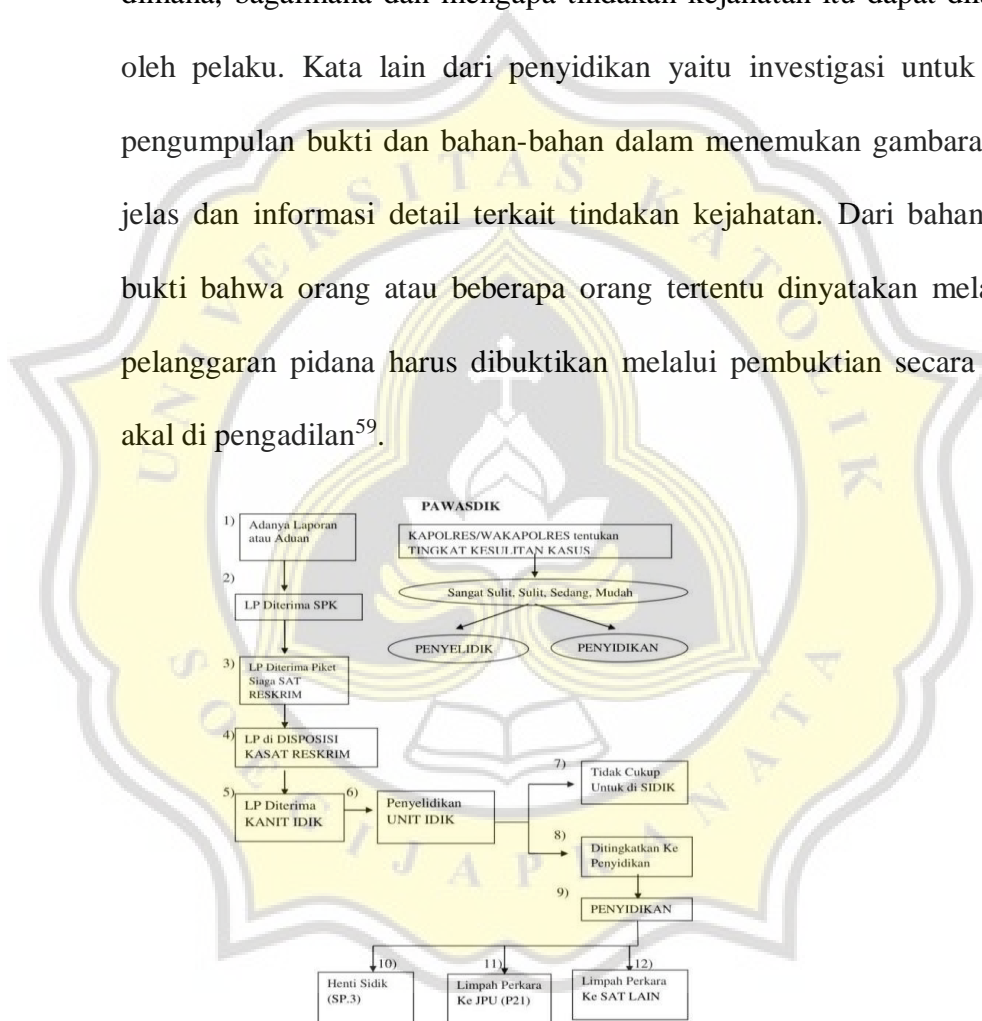 dimana, bagaimana dan mengapa tindakan kejahatan itu dapat
oleh pelaku. Kata lain dari penyidikan yaitu investigasi untuk
pengumpulan bukti dan bahan-bahan dalam menemukan gambara
jelas dan informasi detail terkait tindakan kejahatan. Dari bahan
bukti bahwa orang atau beberapa orang tertentu dinyatakan mela
pelanggaran pidana harus dibuktikan melalui pembuktian secara
akal di pengadilan59.
UNIVERSITAS KATOLIK
SOEGIJAPRANATA
PAWASDIK
KAPOLRES/WAKAPOLRES tentukan
TINGKAT KESULITAN KASUS
Sangat Sulit, Sulit, Sedang, Mudah
PENYELIDIK
PENYIDIKAN
1) Adanya Laporan
atau Aduan
2)
LP Diterima SPK
3) LP Diterima Piket
Siaga SAT
RESKRIM
4) LP di DISPOSISI
KASAT RESKRIM
5) LP Diterima
KANIT IDIK
6) Penyelidikan
UNIT IDIK
7) Tidak Cukup
Untuk di SIDIK
8) Ditingkatkan Ke
Penyidikan
9)
PENYIDIKAN
10)
Henti Sidik
(SP.3)
11)
Limpah Perkara
Ke JPU (P21)
12)
Limpah Perkara
Ke SAT LAIN